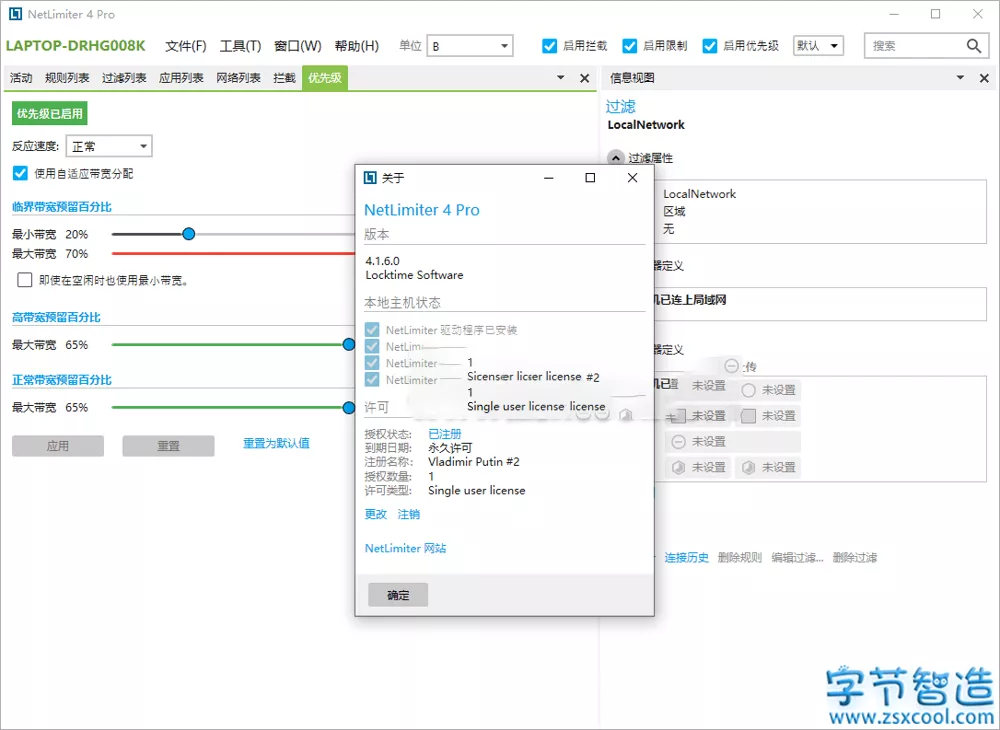 NetLimiter 4 Pro
LAPTOP-DRHG008K 文件(F) 工具(T) 窗口(W) 帮助(H) 单位 B 启用拦截 启用限制 启用优先级 默认 搜索
活动 规则列表 过滤列表 应用列表 网络列表 拦截 优先级
优先级已启用
反应速度: 正常
使用自适应带宽分配
临界带宽预留百分比
最小带宽 20%
最大带宽 70%
即使在空闲时也使用最小带宽。
高带宽预留百分比
最大带宽 65%
正常带宽预留百分比
最大带宽 65%
应用 重置 重置为默认值
关于
NetLimiter 4 Pro
版本
4.1.6.0
Locktime Software
本地主机状态
NetLimiter 驱动程序已安装
NetLim
NetLimiter
NetLimiter
1
Sicenser licer license #2
1
Single user license license
许可
授权状态: 已注册
到期日期: 永久许可
注册名称: Vladimir Putin #2
授权数量: 1
许可类型: Single user license
更改 注销
NetLimiter 网站
确定
信息视图
过滤
LocalNetwork
过滤属性
LocalNetwork
区域
无
器定义
机已连上局域网
器定义
传
机已
未设置 未设置
未设置 未设置
未设置
未设置 未设置
连接历史 删除规则 编辑过滤... 删除过滤
字节智造
www.zsxcool.com